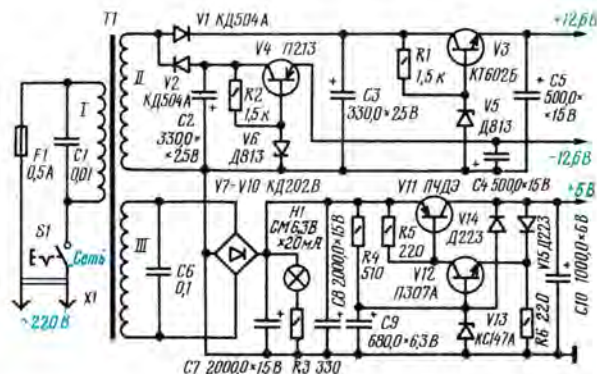 T1
V1 КД504А
+12,6В
V4 П213
I
II
V2
КД504А
R1
1,5к
V3
КТ602Б
C5
500,0×
×15В
F1
0,5А
C1
0,01
C2
330,0×
×25В
R2
1,5к
V6
Д813
C3
330,0×25В
V5
Д813
−12,6В
C4 500,0×15В
S1
Сеть
X1
~220В
III
C6
0,1
V7-V10 КД202В
H1
СМ6,3В
×20мА
V11 П4ДЭ
+5В
C8 2000,0×15В
R4
510
R5
220
V14
Д223
V12
П307А
V15 Д223
C10 1000,0×6В
C9
680,0×6,3В
V13
КС147А
R6 220
C7 2000,0×15В
R3 330